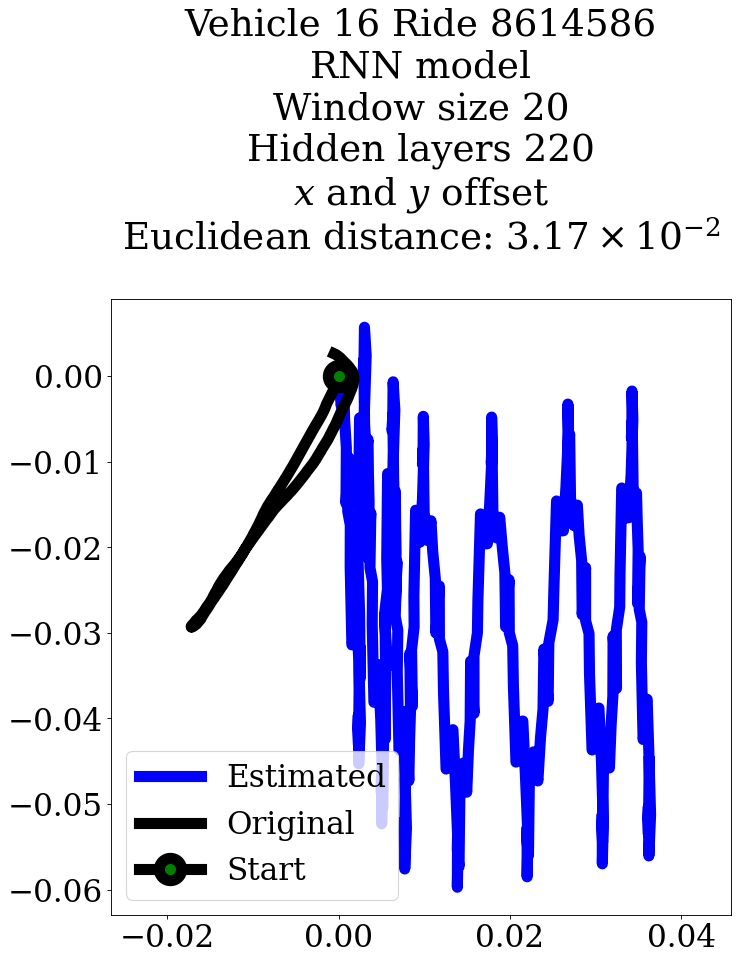 Vehicle 16 Ride 8614586
RNN model
Window size 20
Hidden layers 220
x and y offset
Euclidean distance: 3.17 × 10⁻²
0.00
−0.01
−0.02
−0.03
−0.04
−0.05
−0.06
Estimated
Original
Start
−0.02 0.00 0.02 0.04